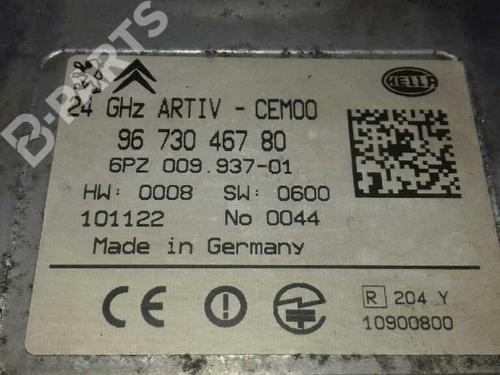 B-PARTS
HELLA
24 GHz ARTIV - CEM00
96 730 467 80
6PZ 009.937-01
HW: 0008 SW: 0600
101122 No 0044
Made in Germany
CE
R 204 Y
10900800